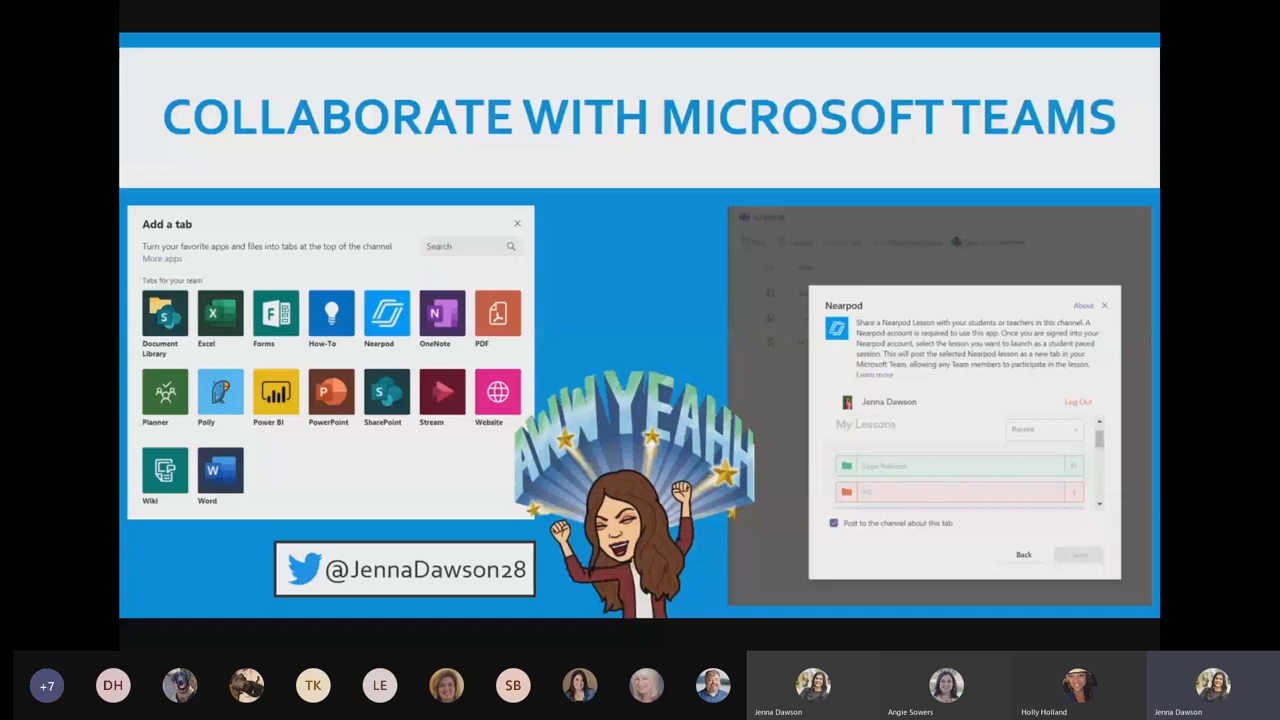 COLLABORATE WITH MICROSOFT TEAMS
Add a tab
Turn your favorite apps and files into tabs at the top of the channel
More apps
Search
Tabs for your team
Document Library
Excel
Forms
How-To
Nearpod
OneNote
PDF
Planner
Polly
Power BI
PowerPoint
SharePoint
Stream
Website
Wiki
Word
@JennaDawson28
AWW YEAHH
Nearpod
About
Share a Nearpod Lesson with your students or teachers in this channel. A
Nearpod account is required to use this app. Once you are signed into your
Nearpod account, select the lesson you want to launch as a student paced
session. This will post the selected Nearpod lesson as a new tab in your
Microsoft Team, allowing any Team members to participate in the lesson.
Learn more
Jenna Dawson
Log Out
My Lessons
Recent
Post to the channel about this tab
Back
Save
+7
DH
TK
LE
SB
Jenna Dawson
Angie Sowers
Holly Holland
Jenna Dawson